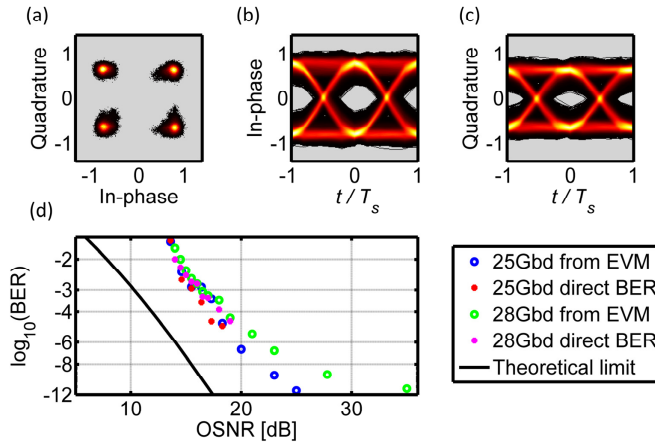 (a)
(b)
(c)
Quadrature
1
0
-1
-1
0
1
In-phase
In-phase
1
0
-1
-1
0
1
t / Ts
Quadrature
1
0
-1
-1
0
1
t / Ts
(d)
log10(BER)
-2
-3
-4
-6
-8
-12
10
20
30
OSNR [dB]
25Gbd from EVM
25Gbd direct BER
28Gbd from EVM
28Gbd direct BER
Theoretical limit